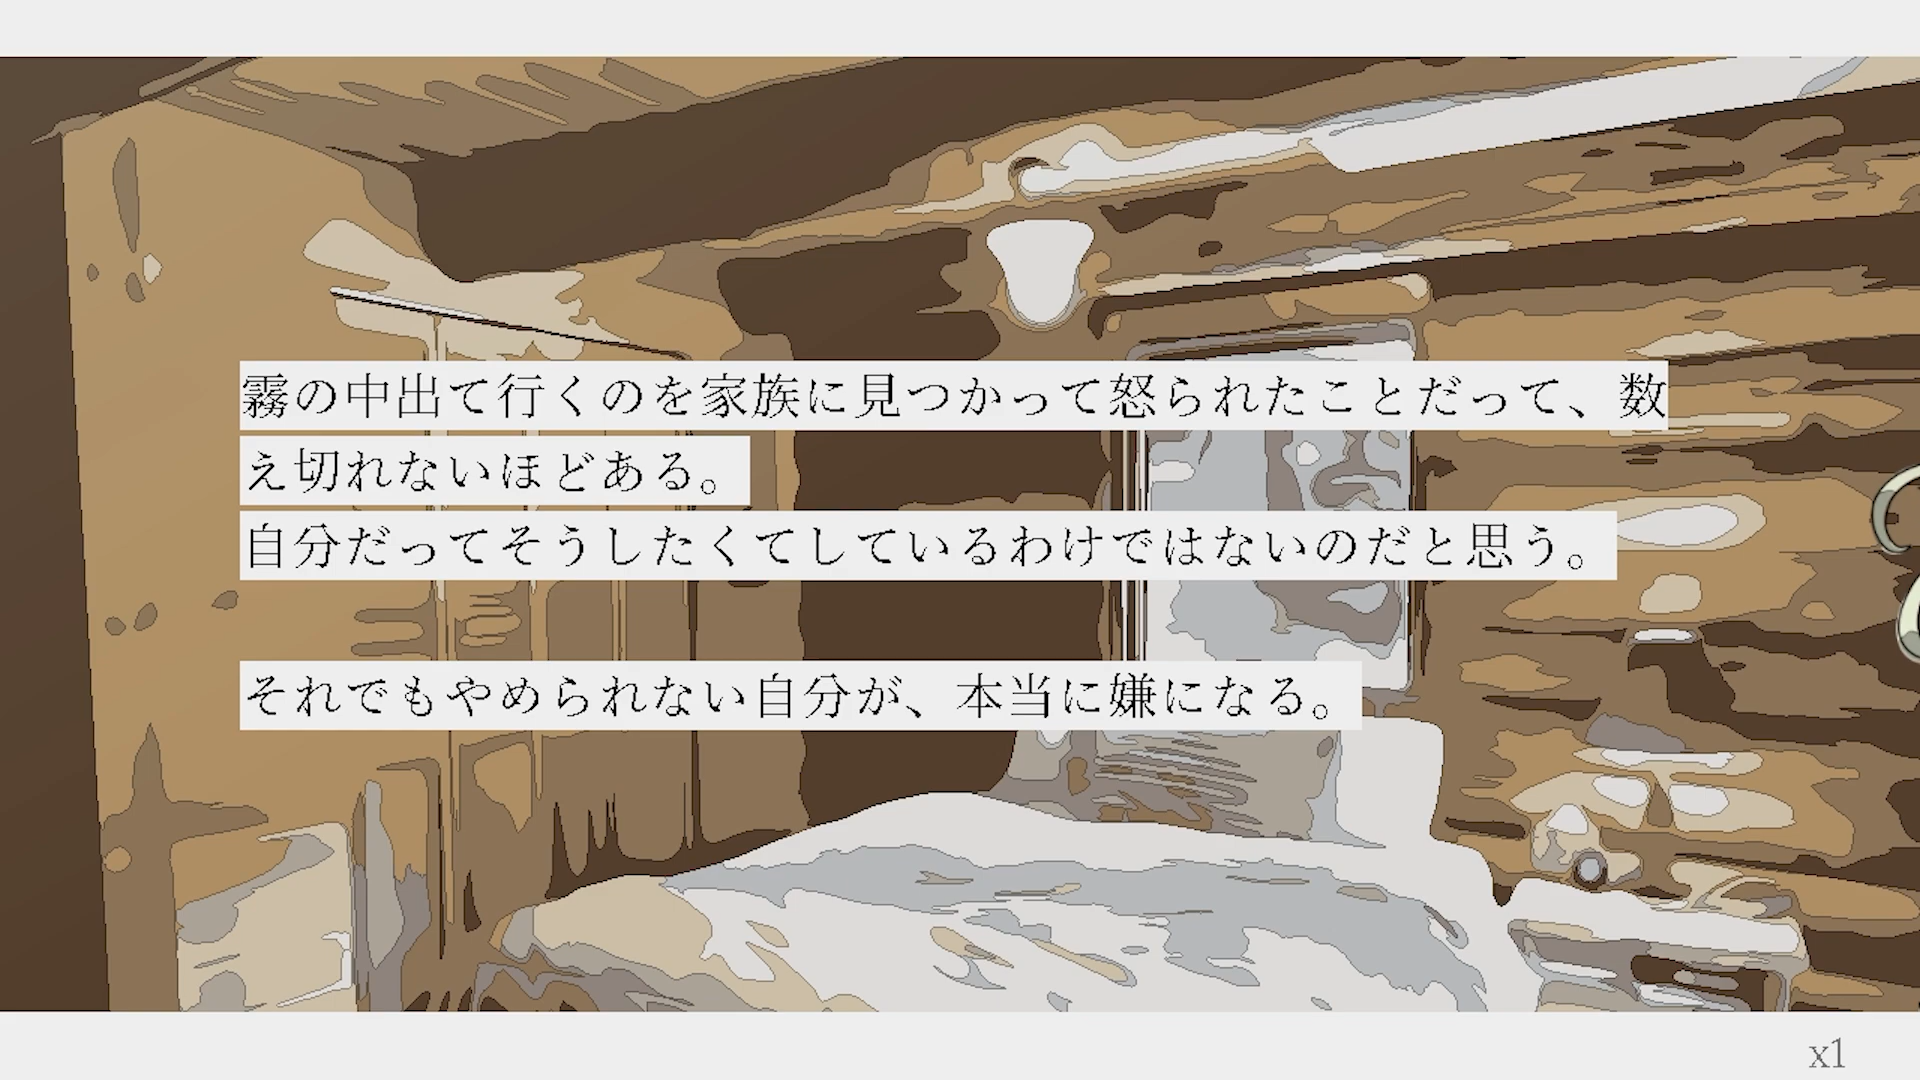 霧の中出て行くのを家族に見つかって怒られたことだって、数
え切れないほどある。
自分だってそうしたくてしているわけではないのだと思う。
それでもやめられない自分が、本当に嫌になる。
x1